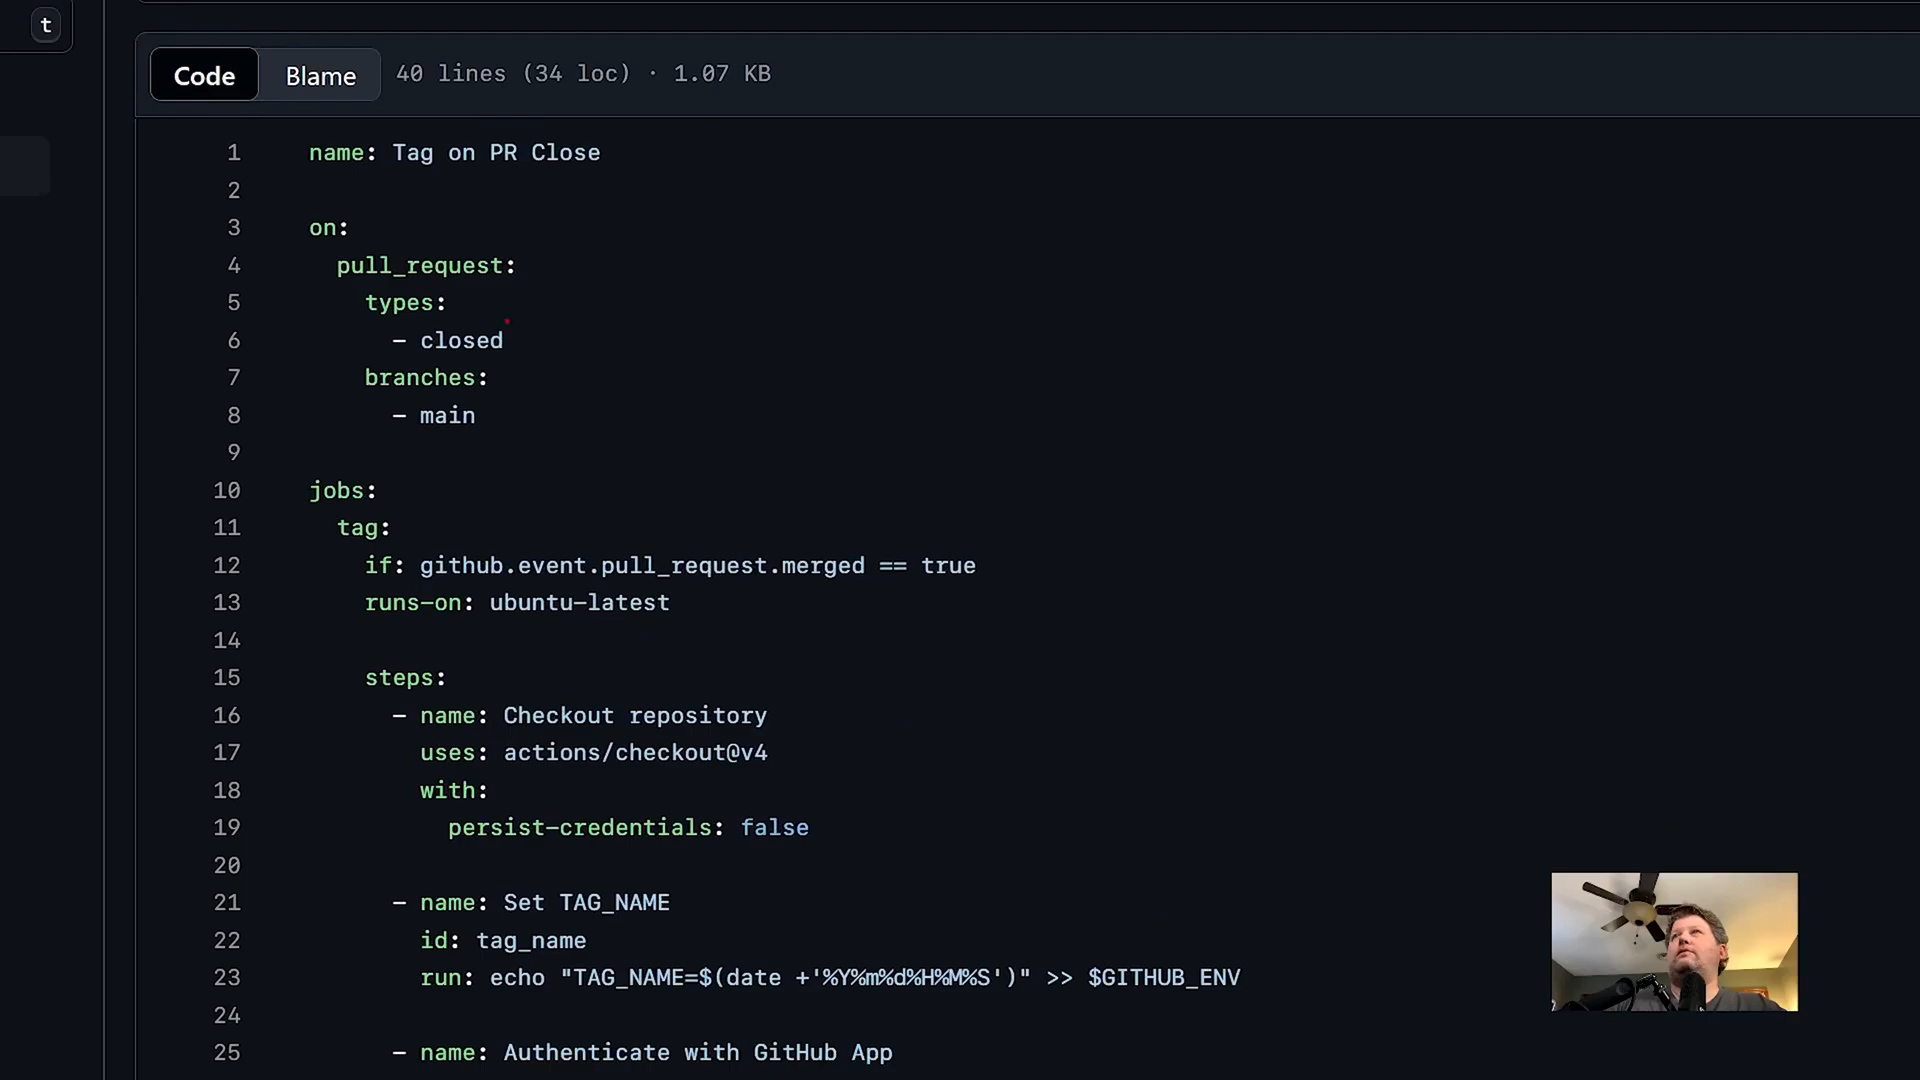 t
Code Blame 40 lines (34 loc) · 1.07 KB
1 name: Tag on PR Close
2
3 on:
4 pull_request:
5 types:
6 - closed
7 branches:
8 - main
9
10 jobs:
11 tag:
12 if: github.event.pull_request.merged == true
13 runs-on: ubuntu-latest
14
15 steps:
16 - name: Checkout repository
17 uses: actions/checkout@v4
18 with:
19 persist-credentials: false
20
21 - name: Set TAG_NAME
22 id: tag_name
23 run: echo "TAG_NAME=$(date +'%Y%m%d%H%M%S')" >> $GITHUB_ENV
24
25 - name: Authenticate with GitHub App